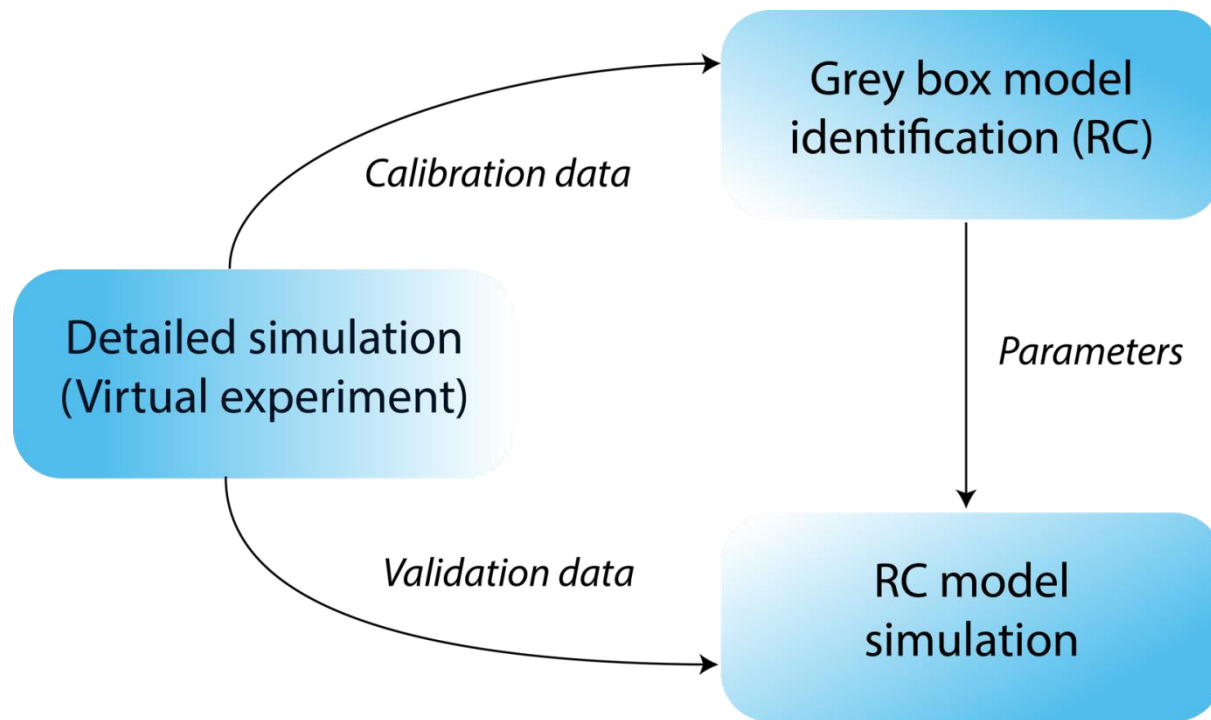 Grey box model
identification (RC)
Calibration data
Detailed simulation
(Virtual experiment)
Parameters
Validation data
RC model
simulation